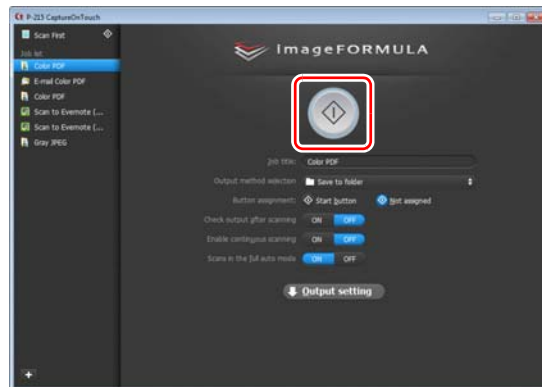 P-215 CaptureOnTouch
Scan First
Job list
Color PDF
E-mail Color PDF
Color PDF
Scan to Evernote (...
Scan to Evernote (...
Gray JPEG
imageFORMULA
Job title: Color PDF
Output method selection Save to folder
Button assignment: Start button Not assigned
Check output after scanning ON OFF
Enable continuous scanning ON OFF
Scans in the full auto mode ON OFF
Output setting